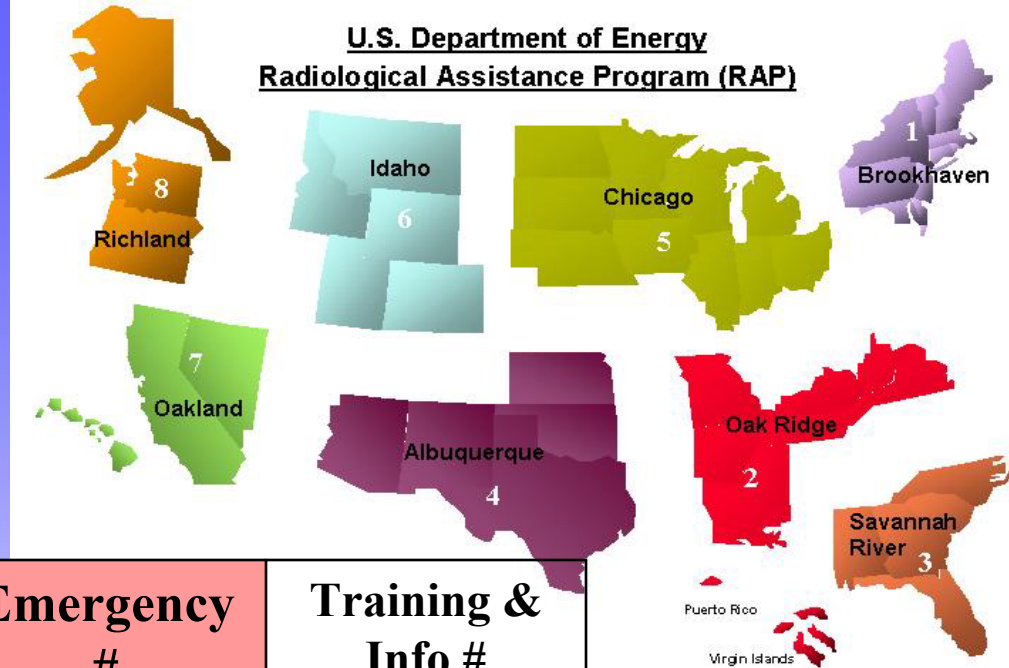 U.S. Department of Energy
Radiological Assistance Program (RAP)
1
Brookhaven
Idaho
6
Chicago
5
8
Richland
7
Oakland
Albuquerque
4
Oak Ridge
2
Savannah
River
3
Puerto Rico
Virgin Islands
Emergency
#
Training &
Info #